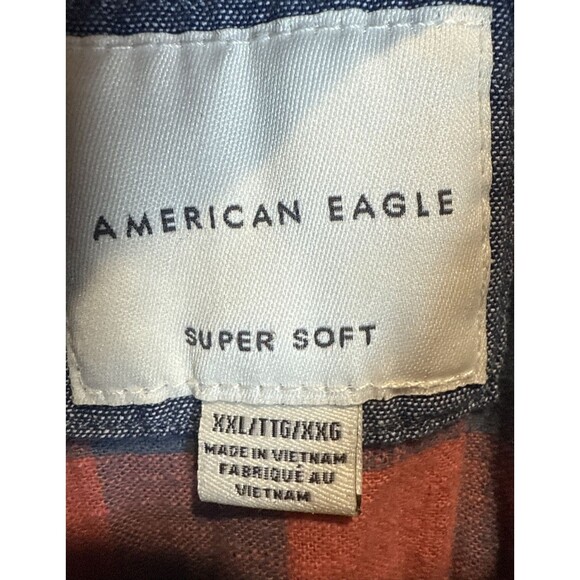 AMERICAN EAGLE
SUPER SOFT
XXL/TTG/XXG
MADE IN VIETNAM
FABRIQUÉ AU
VIETNAM